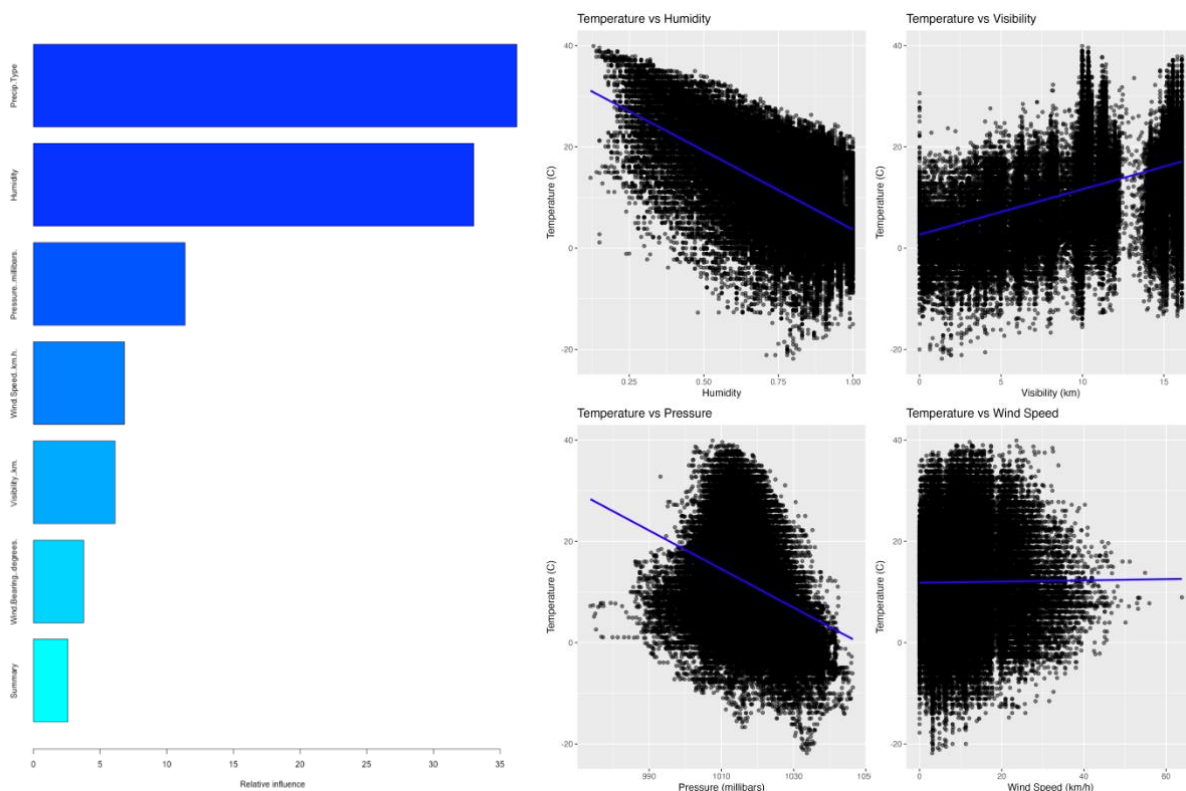 Precip.Type
Humidity
Pressure..millibars.
Wind.Speed..km.h.
Visibility..km.
Wind.Bearing..degrees.
Summary
0 5 10 15 20 25 30 35
Relative influence
Temperature vs Humidity
Temperature (C)
40
20
0
-20
0.25 0.50 0.75 1.00
Humidity
Temperature vs Visibility
Temperature (C)
40
20
0
-20
0 5 10 15
Visibility (km)
Temperature vs Pressure
Temperature (C)
40
20
0
-20
990 1010 1030 105
Pressure (millibars)
Temperature vs Wind Speed
Temperature (C)
40
20
0
-20
0 20 40 60
Wind Speed (km/h)